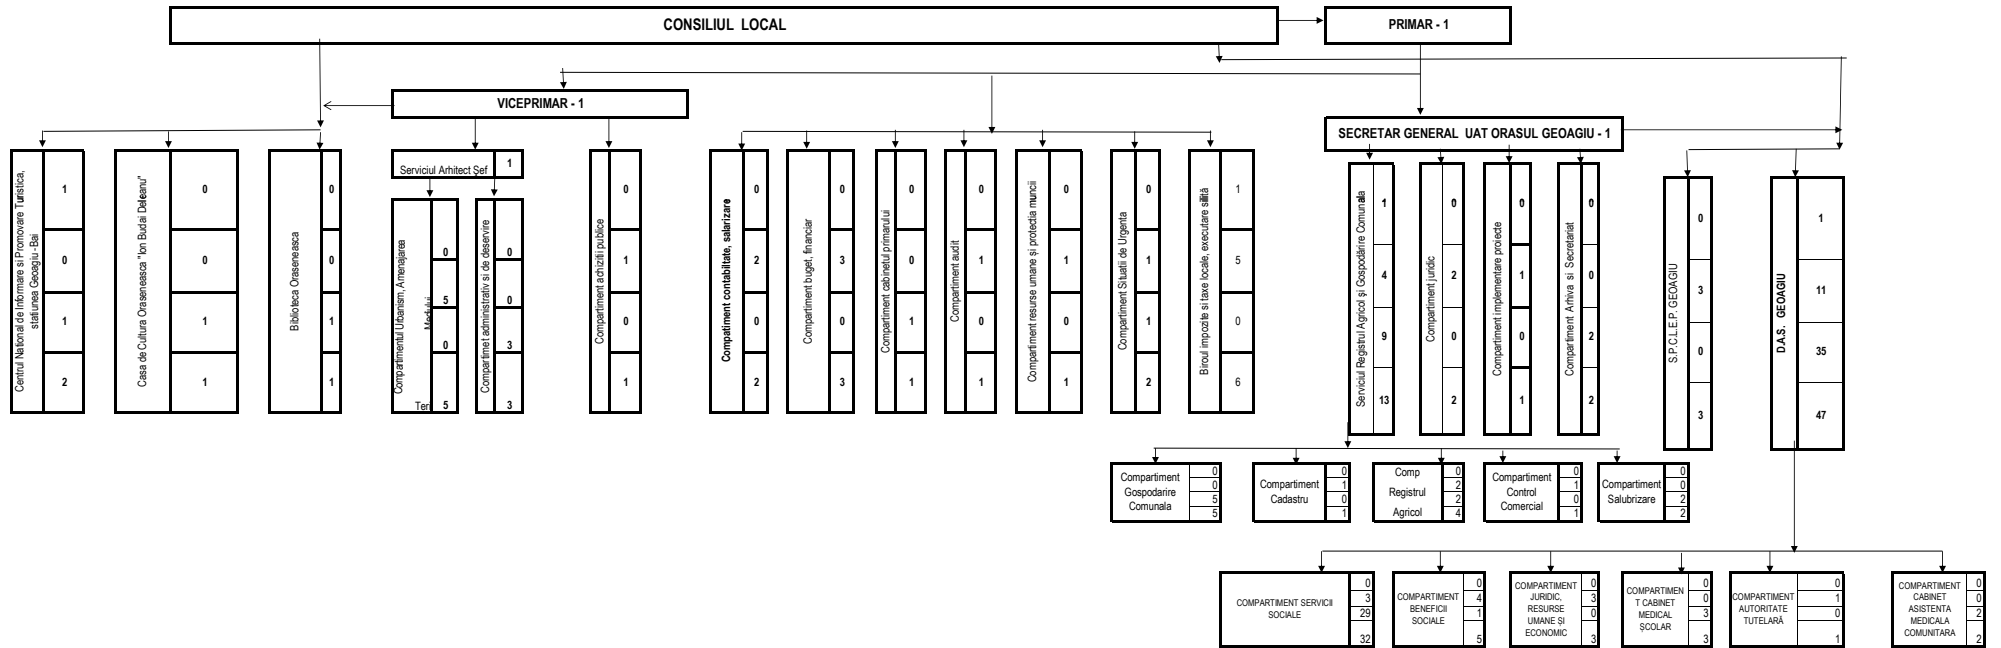 CONSILIUL LOCAL
PRIMAR - 1
VICEPRIMAR - 1
SECRETAR GENERAL UAT ORASUL GEOAGIU - 1
Centrul National de Informare si Promovare Turistica,
statiunea Geoagiu -Bai
1
0
1
2
Casa de Cultura Oraseneasca "Ion Budai Deleanu"
0
0
1
1
Biblioteca Oraseneasca
0
0
1
1
Serviciul Arhitect Şef
1
Compartimentul Urbanism, Amenajarea
Mediului
Teri
0
5
0
5
Compartimet administrativ si de deservire
0
0
3
3
Compartiment achizitii publice
0
1
0
1
Compatiment contabiltate, salarizare
0
2
0
2
Compartiment buget, financiar
0
3
0
3
Compartiment cabinetul primarului
0
0
1
1
Compartiment audit
0
1
0
1
Compartiment resurse umane și protectia muncii
0
1
0
1
Compartiment Situatii de Urgenta
0
1
1
2
Biroul impozite si taxe locale, executare silită
1
5
0
6
Serviciul Registrul Agricol și Gospodărire Comunala
1
4
9
13
Compartiment juridic
0
2
0
2
Compartiment implementare proiecte
0
1
0
1
Compartiment Arhiva si Secretariat
0
0
2
2
S.P.C.L.E.P. GEOAGIU
0
3
0
3
D.A.S. GEOAGIU
1
11
35
47
Compartiment
Gospodarire
Comunala
0
0
5
5
Compartiment
Cadastru
0
1
0
1
Comp
Registrul
Agricol
0
2
2
4
Compartiment
Control
Comercial
0
1
0
1
Compartiment
Salubrizare
0
0
2
2
COMPARTIMENT SERVICII
SOCIALE
0
3
29
32
COMPARTIMENT
BENEFICII
SOCIALE
0
4
1
5
COMPARTIMENT
JURIDIC,
RESURSE
UMANE ȘI
ECONOMIC
0
3
0
3
COMPARTIMEN
T CABINET
MEDICAL
ȘCOLAR
0
0
3
3
COMPARTIMENT
AUTORITATE
TUTELARĂ
0
1
0
1
COMPARTIMENT
CABINET
ASISTENTA
MEDICALA
COMUNITARA
0
0
2
2